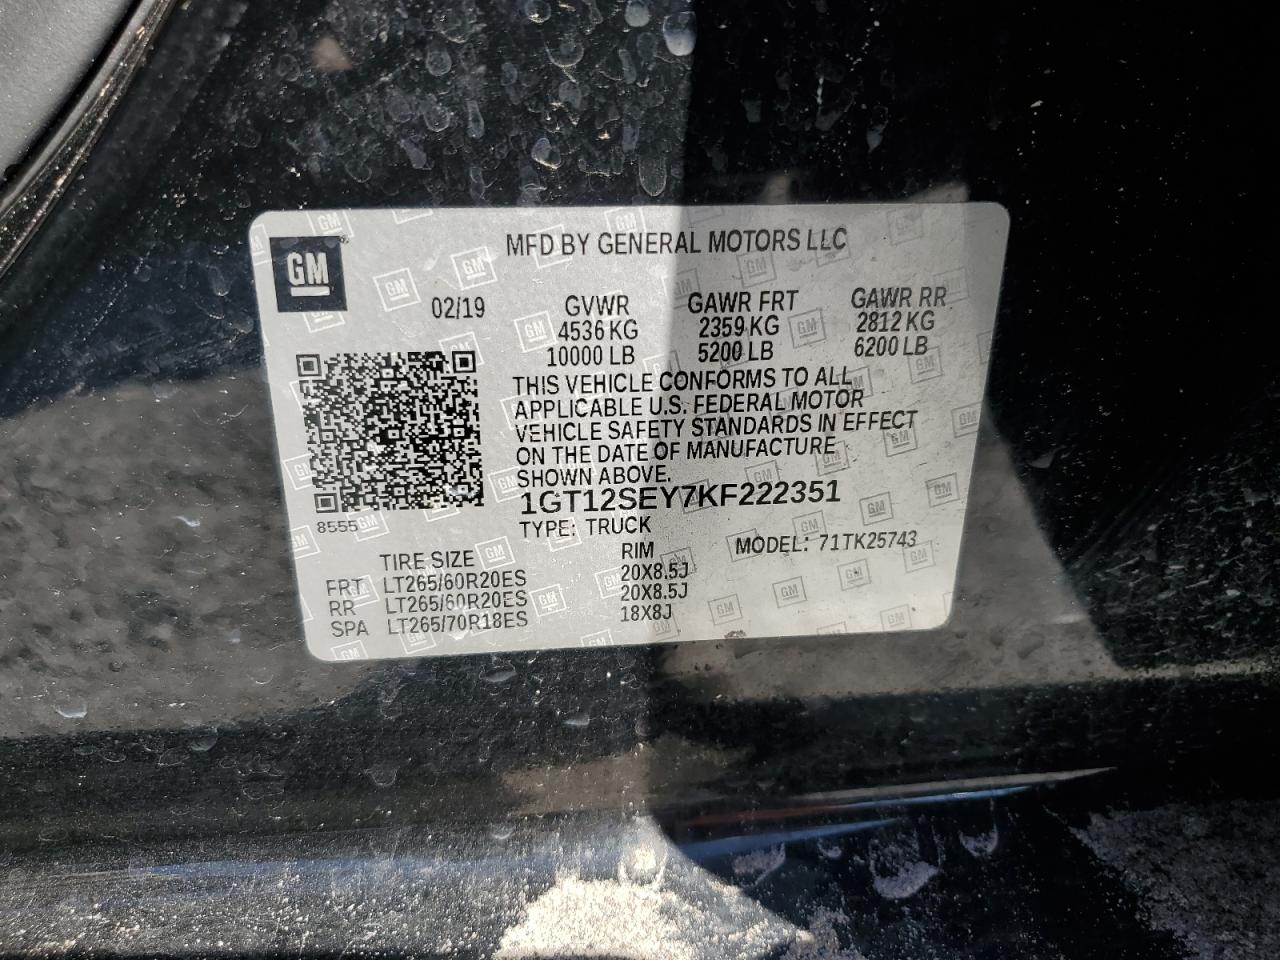 GM
MFD BY GENERAL MOTORS LLC
02/19 GVWR GAWR FRT GAWR RR
4536 KG 2359 KG 2812 KG
10000 LB 5200 LB 6200 LB
THIS VEHICLE CONFORMS TO ALL
APPLICABLE U.S. FEDERAL MOTOR
VEHICLE SAFETY STANDARDS IN EFFECT
ON THE DATE OF MANUFACTURE
SHOWN ABOVE.
1GT12SEY7KF222351
8555
TYPE: TRUCK
MODEL: 71TK25743
TIRE SIZE RIM
FRT LT265/60R20ES 20X8.5J
RR LT265/60R20ES 20X8.5J
SPA LT265/70R18ES 18X8J